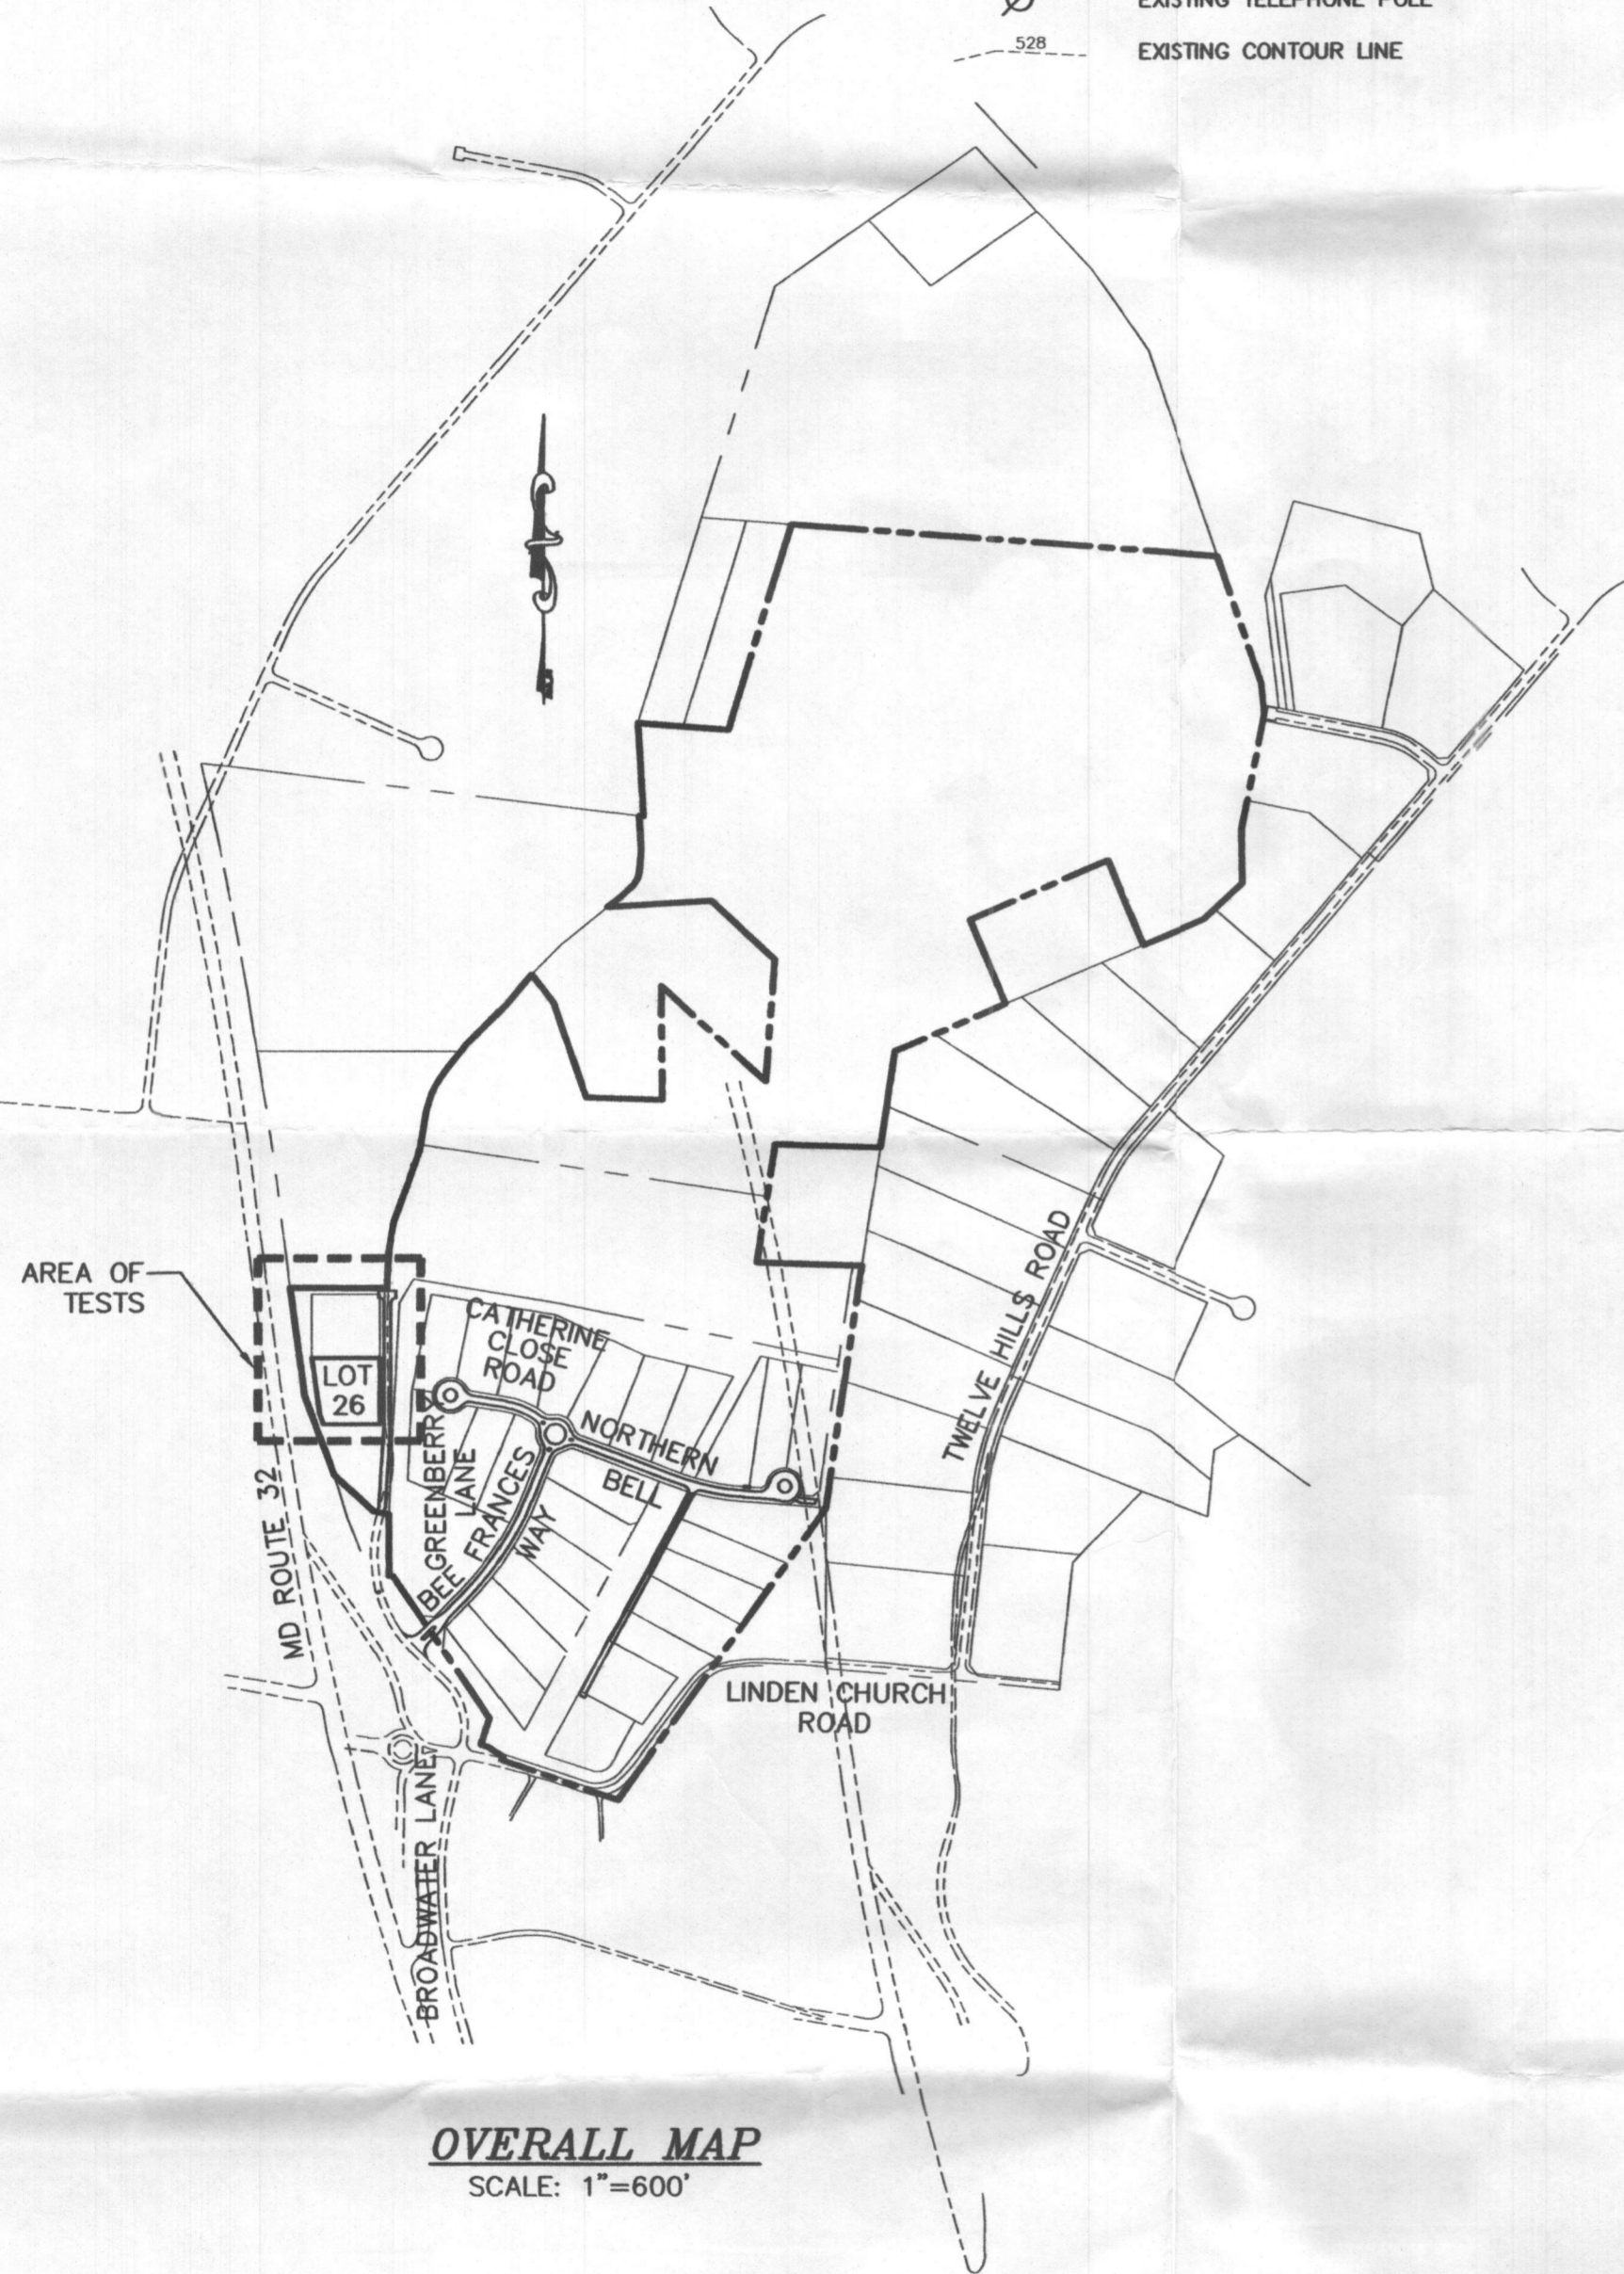 EXISTING TELEPHONE POLE
528
EXISTING CONTOUR LINE
AREA OF
TESTS
LOT
26
CATHERINE
CLOSE
ROAD
NORTHERN
BELL
GREENBERRY
LANE
BEE FRANCES
WAY
MD ROUTE 32
TWELVE HILLS ROAD
LINDEN CHURCH
ROAD
BROADWATER LANE
OVERALL MAP
SCALE: 1"=600'